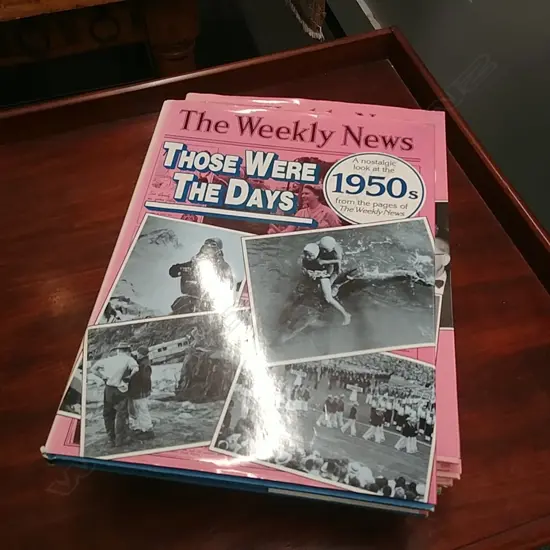 The Weekly News
THOSE WERE
THE DAYS
A nostalgic
look at the
1950s
from the pages of
The Weekly News